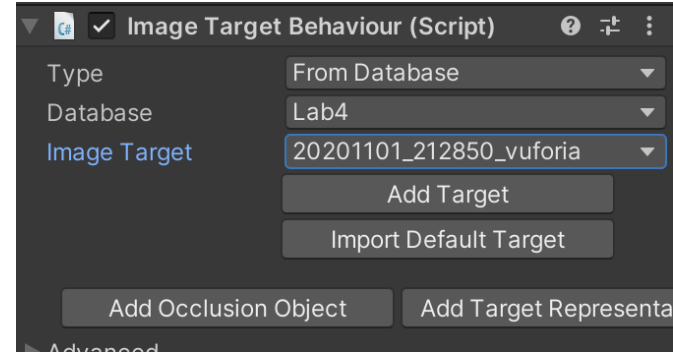 C# Image Target Behaviour (Script)
Type From Database
Database Lab4
Image Target 20201101_212850_vuforia
Add Target
Import Default Target
Add Occlusion Object Add Target Representa
Advanced